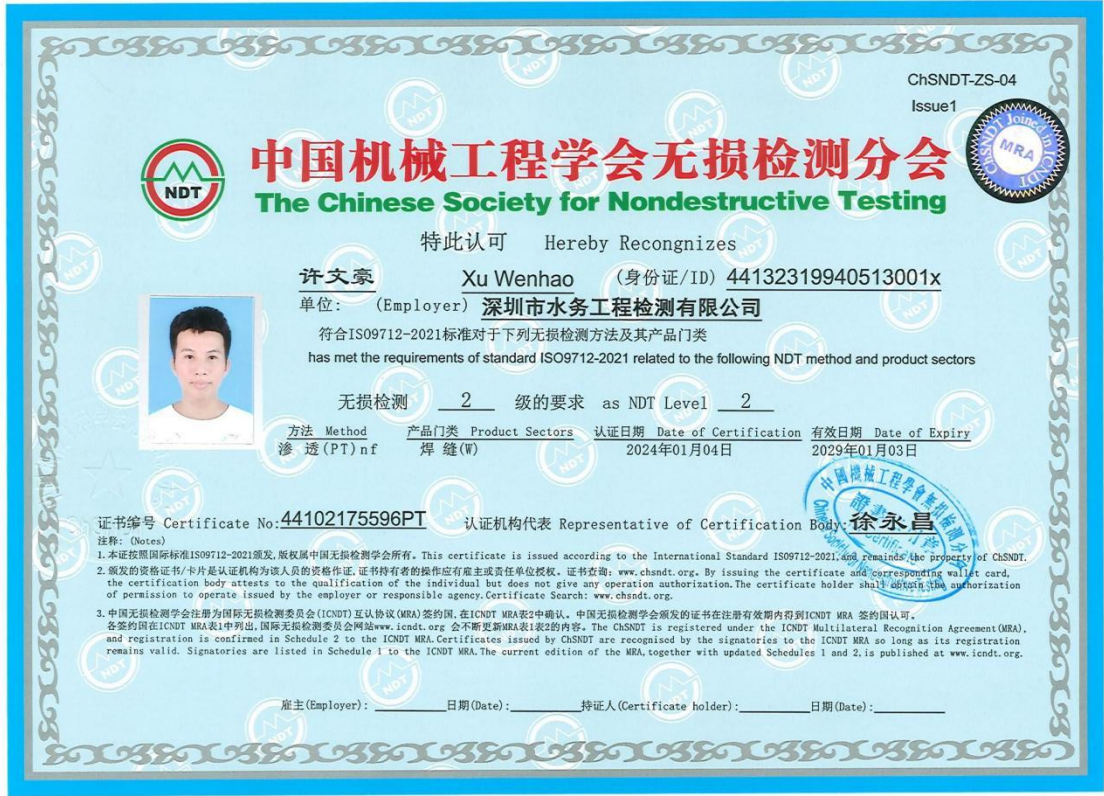 ChSNDT-ZS-04
Issue1
ChSNDT Joined in ICNDT
MRA
NDT
中国机械工程学会无损检测分会
The Chinese Society for Nondestructive Testing
特此认可 Hereby Recongnizes
许文豪 Xu Wenhao (身份证/ID) 44132319940513001x
单位: (Employer) 深圳市水务工程检测有限公司
符合ISO9712-2021标准对于下列无损检测方法及其产品门类
has met the requirements of standard ISO9712-2021 related to the following NDT method and product sectors
无损检测 2 级的要求 as NDT Level 2
方法 Method 产品门类 Product Sectors 认证日期 Date of Certification 有效日期 Date of Expiry
渗 透(PT)nf 焊 缝(W) 2024年01月04日 2029年01月03日
证书编号 Certificate No:44102175596PT 认证机构代表 Representative of Certification Body: 徐永昌
注释: (Notes)
1. 本证按照国际标准ISO9712-2021颁发, 版权属中国无损检测学会所有. This certificate is issued according to the International Standard ISO9712-2021, and remainds the property of ChSNDT.
2. 颁发的资格证书/卡片是认证机构为该人员的资格作证, 证书持有者的操作应有雇主或责任单位授权. 证书查询: www.chsndt.org. By issuing the certificate and corresponding wallet card,
the certification body attests to the qualification of the individual but does not give any operation authorization. The certificate holder shall obtain the authorization
of permission to operate issued by the employer or responsible agency. Certificate Search: www.chsndt.org.
3. 中国无损检测学会注册为国际无损检测委员会(ICNDT)互认协议(MRA)签约国, 在ICNDT MRA表2中确认. 中国无损检测学会颁发的证书在注册有效期内得到ICNDT MRA 签约国认可.
各签约国在ICNDT MRA表1中列出, 国际无损检测委员会网站www.icndt.org 会不断更新MRA表1表2的内容. The ChSNDT is registered under the ICNDT Multilateral Recognition Agreement(MRA),
and registration is confirmed in Schedule 2 to the ICNDT MRA. Certificates issued by ChSNDT are recognised by the signatories to the ICNDT MRA so long as its registration
remains valid. Signatories are listed in Schedule 1 to the ICNDT MRA. The current edition of the MRA, together with updated Schedules 1 and 2, is published at www.icndt.org.
雇主(Employer): 日期(Date): 持证人(Certificate holder): 日期(Date):